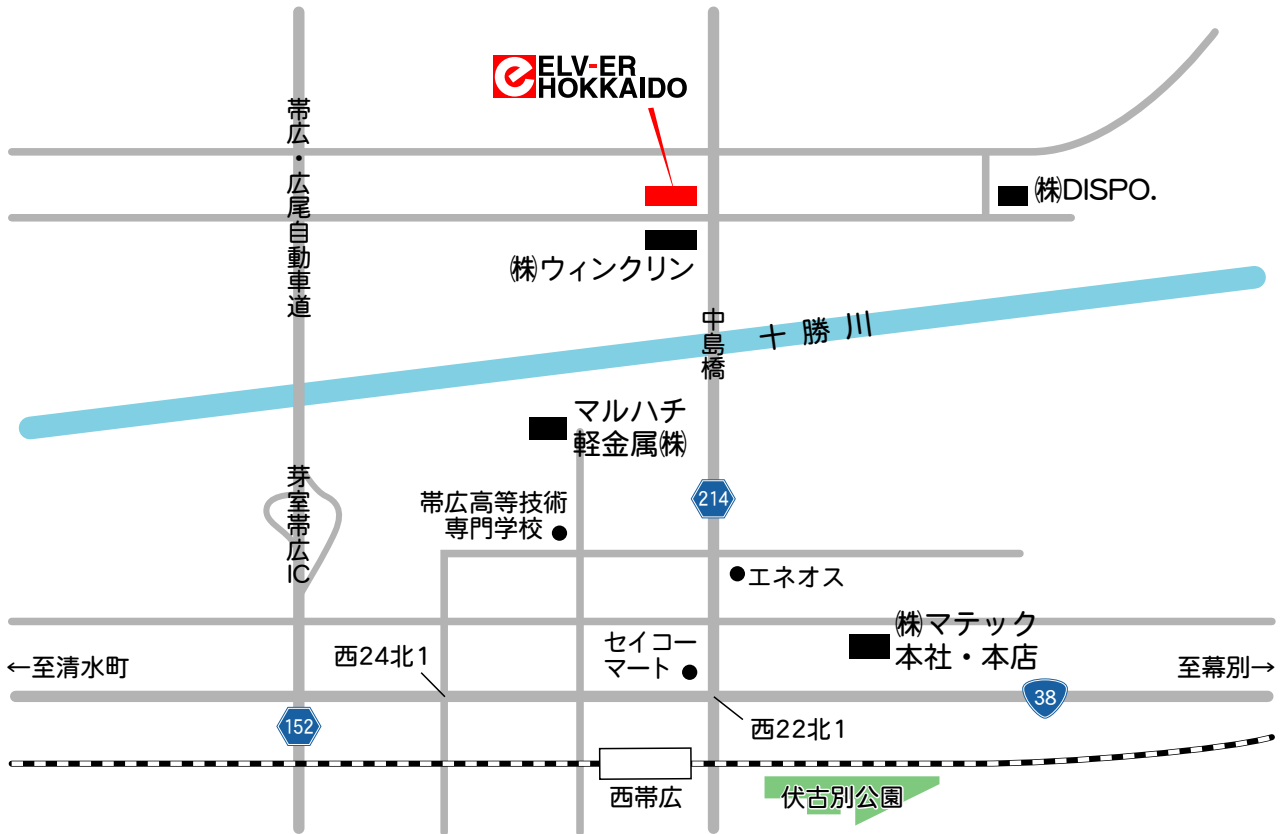 ELV-ER
HOKKAIDO
帯広・広尾自動車道
㈱DISPO.
㈱ウィンクリン
中島橋
十勝川
マルハチ
軽金属㈱
芽室帯広IC
214
帯広高等技術
専門学校
エネオス
㈱マテック
本社・本店
セイコー
マート
西24北1
←至清水町
至幕別→
38
152
西22北1
西帯広
伏古別公園